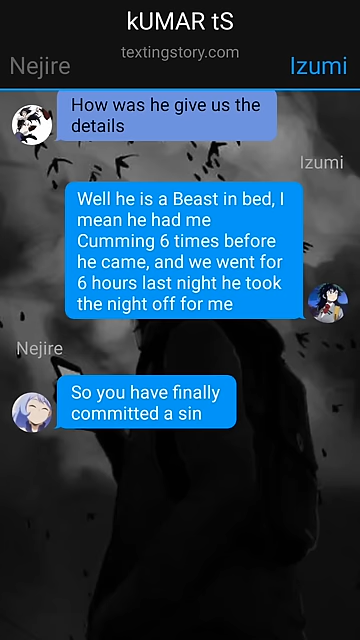 kUMAR tS
textingstory.com
Nejire
Izumi
How was he give us the
details
Izumi
Well he is a Beast in bed, I
mean he had me
Cumming 6 times before
he came, and we went for
6 hours last night he took
the night off for me
Nejire
So you have finally
committed a sin